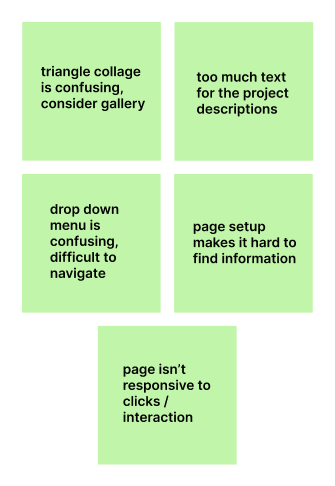 triangle collage
is confusing,
consider gallery
too much text
for the project
descriptions
drop down
menu is
confusing,
difficult to
navigate
page setup
makes it hard to
find information
page isn’t
responsive to
clicks /
interaction